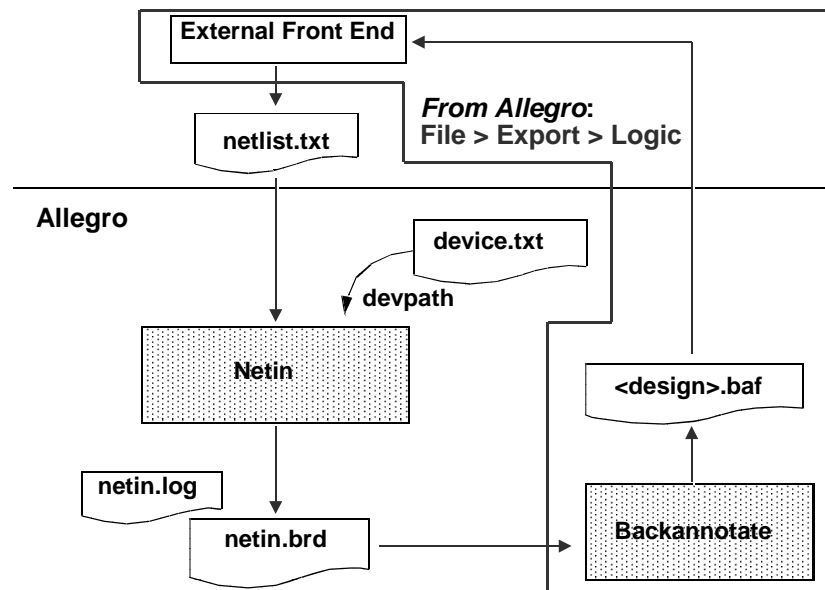 External Front End
From Allegro:
File > Export > Logic
netlist.txt
Allegro
device.txt
devpath
Netin
<design>.baf
netin.log
netin.brd
Backannotate